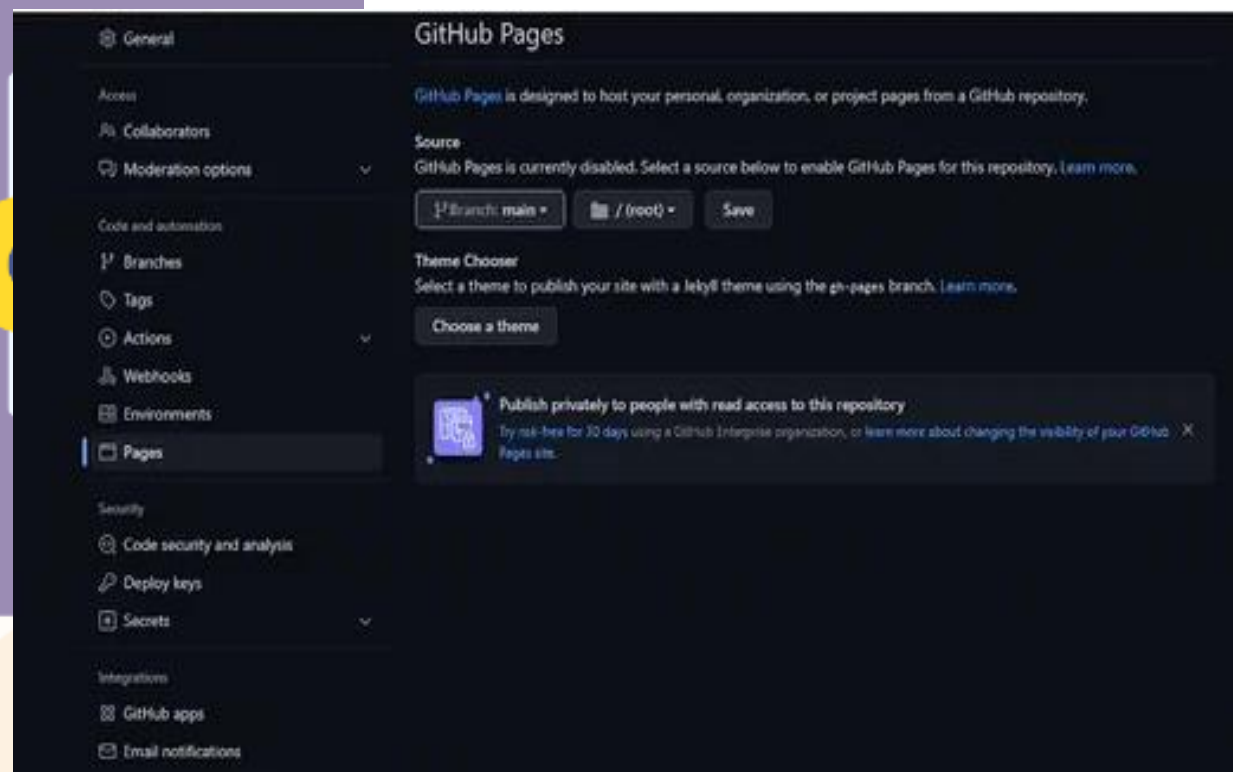 General
Access
Collaborators
Moderation options
Code and automation
Branches
Tags
Actions
Webhooks
Environments
Pages
Security
Code security and analysis
Deploy keys
Secrets
Integrations
GitHub apps
Email notifications
GitHub Pages
GitHub Pages is designed to host your personal, organization, or project pages from a GitHub repository.
Source
GitHub Pages is currently disabled. Select a source below to enable GitHub Pages for this repository. Learn more.
Branch: main
/ (root)
Save
Theme Chooser
Select a theme to publish your site with a Jekyll theme using the gh-pages branch. Learn more.
Choose a theme
Publish privately to people with read access to this repository
Try risk-free for 30 days using a GitHub Enterprise organization, or learn more about changing the visibility of your GitHub
Pages site.